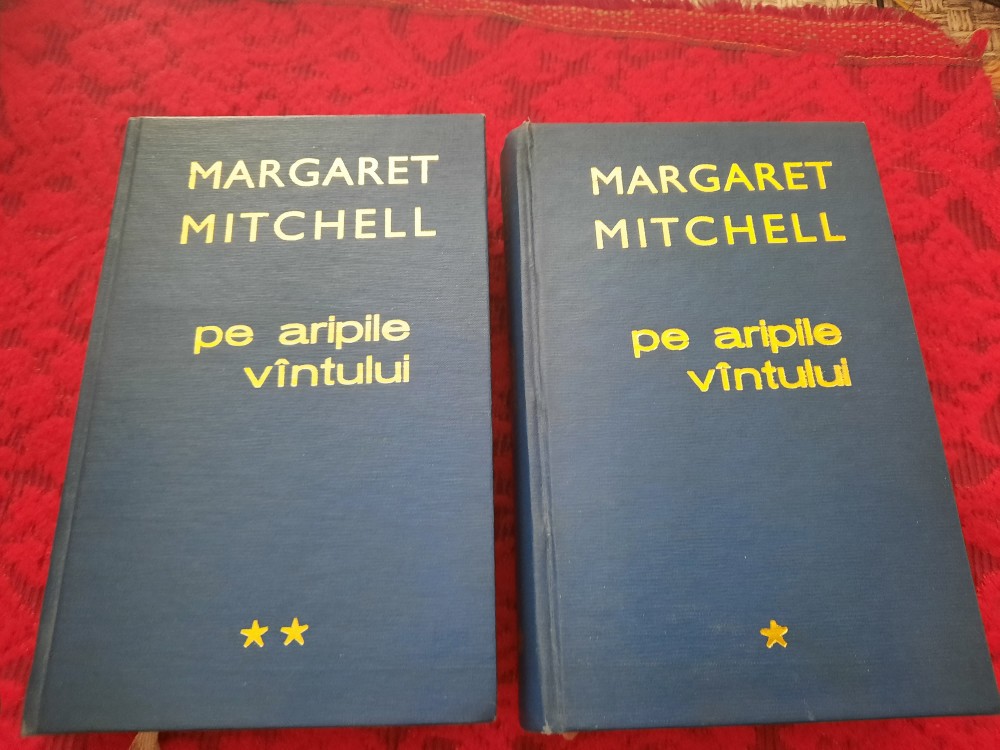 MARGARET
MITCHELL
pe aripile
vîntului
MARGARET
MITCHELL
pe aripile
vîntului